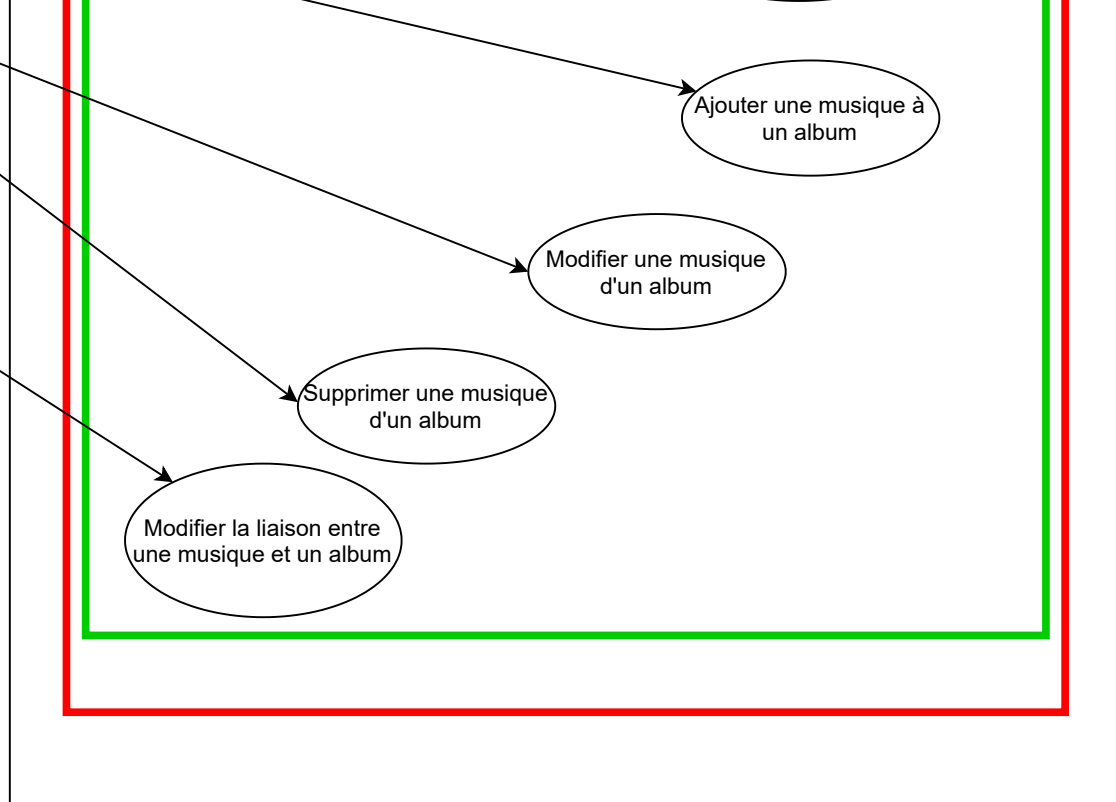 Ajouter une musique à
un album
Modifier une musique
d'un album
Supprimer une musique
d'un album
Modifier la liaison entre
une musique et un album